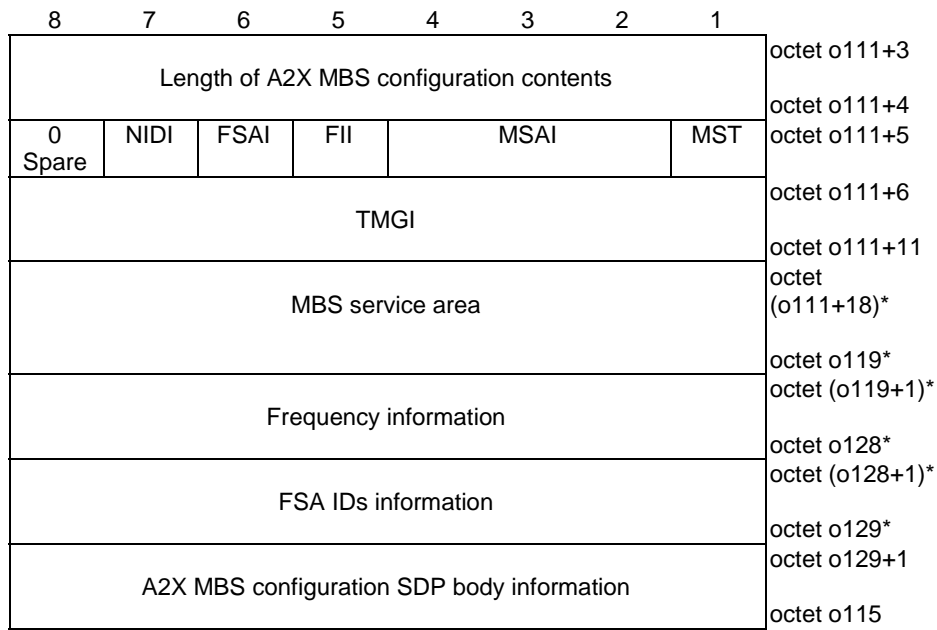 8 7 6 5 4 3 2 1
Length of A2X MBS configuration contents
octet o111+3
octet o111+4
0 Spare NIDI FSAI FII MSAI MST octet o111+5
TMGI
octet o111+6
octet o111+11
MBS service area
octet
(o111+18)*
octet o119*
Frequency information
octet (o119+1)*
octet o128*
FSA IDs information
octet (o128+1)*
octet o129*
A2X MBS configuration SDP body information
octet o129+1
octet o115